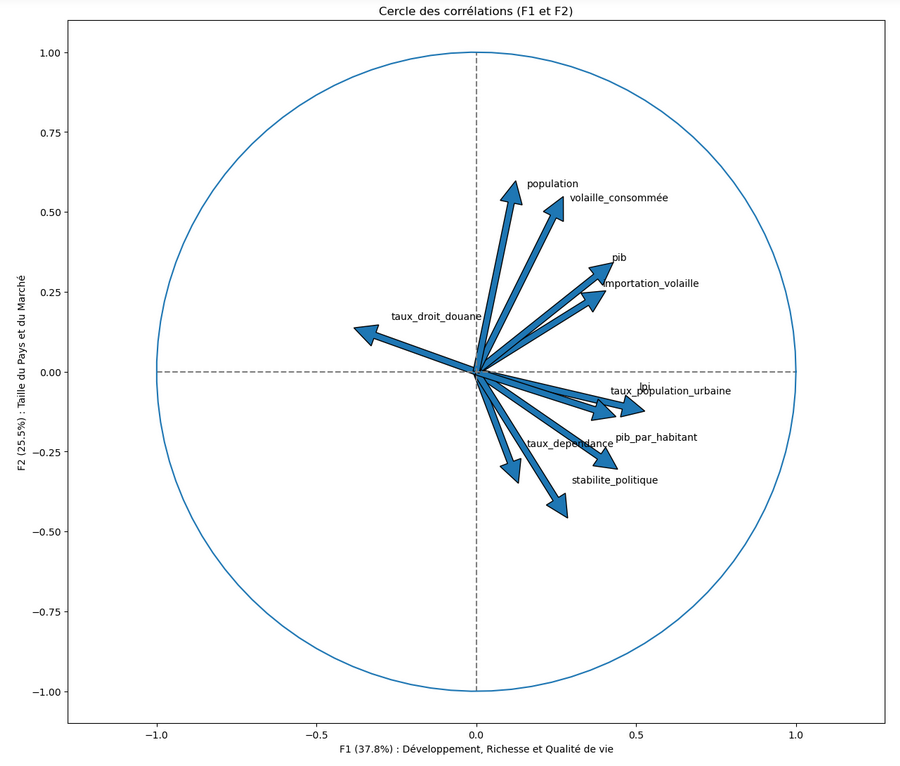 Cercle des corrélations (F1 et F2)
1.00
0.75
0.50
0.25
0.00
−0.25
−0.50
−0.75
−1.00
F2 (25.5%) : Taille du Pays et du Marché
population
volaille_consommée
pib
importation_volaille
taux_droit_douane
lpi
taux_population_urbaine
pib_par_habitant
taux_dependance
stabilite_politique
−1.0
−0.5
0.0
0.5
1.0
F1 (37.8%) : Développement, Richesse et Qualité de vie